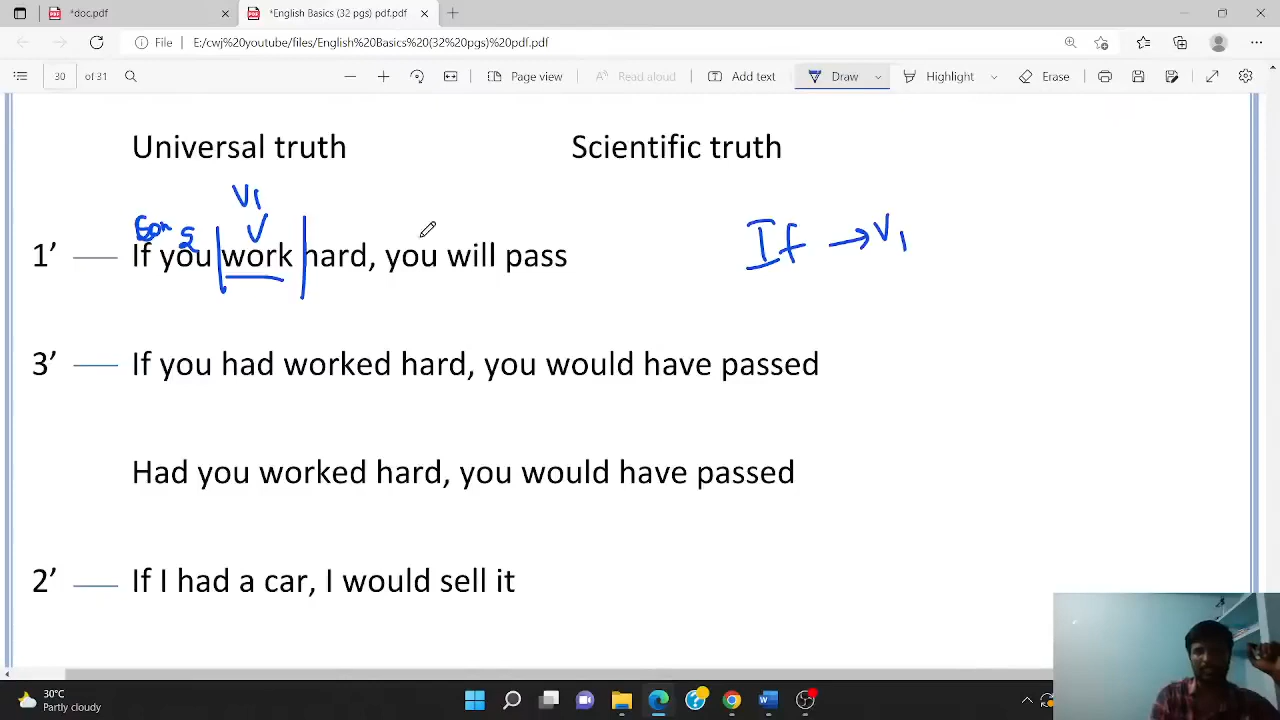 *doc.pdf
*English Basics (32 pgs) pdf.pdf
File E:/cwj%20youtube/files/English%20Basics(32%20pgs)%20pdf.pdf
30 of 31 Page view Read aloud Add text Draw Highlight Erase
Universal truth Scientific truth
V1
V
S
If → V1
1’ If you work hard, you will pass
3’ If you had worked hard, you would have passed
Had you worked hard, you would have passed
2’ If I had a car, I would sell it
30°C
Partly cloudy